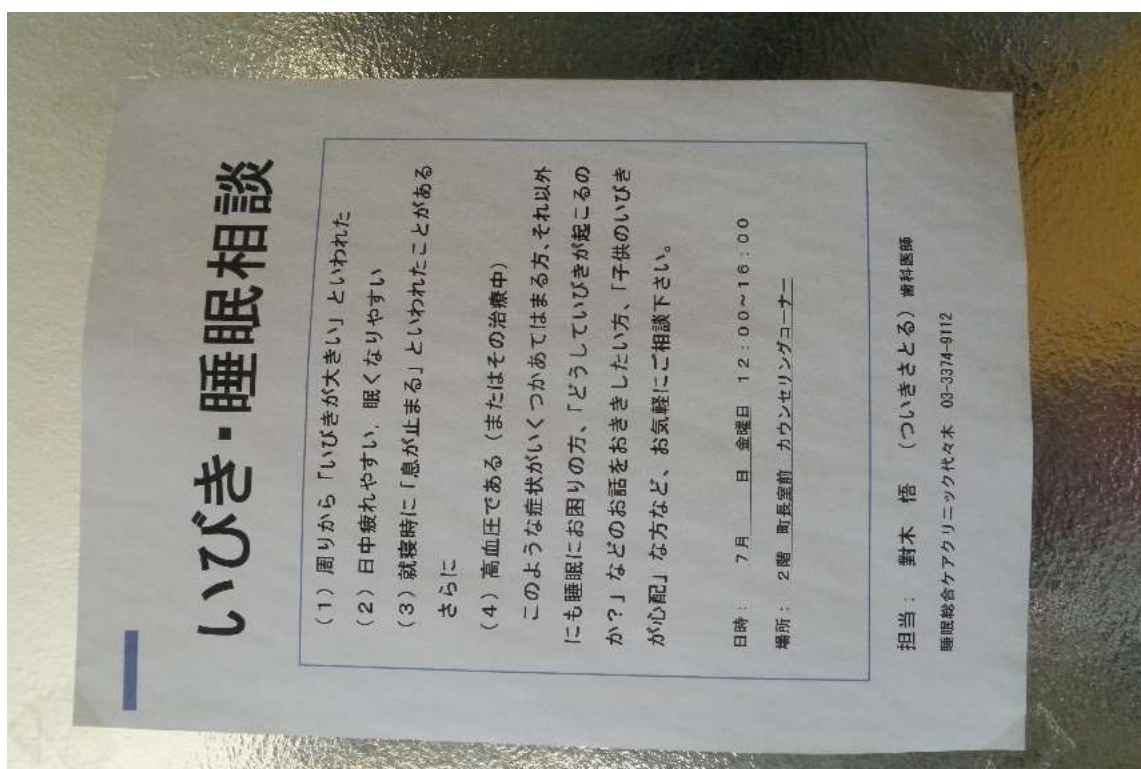 いびき・睡眠相談
(1)周りから「いびきが大きい」といわれた
(2)日中疲れやすい、眠くなりやすい
(3)就寝時に「息が止まる」といわれたことがある
さらに
(4)高血圧である(またはその治療中)
このような症状がいくつかあてはまる方、それ以外
にも睡眠にお困りの方、「どうしていびきが起こるの
か?」などのお話をおききしたい方、「子供のいびき
が心配」な方など、お気軽にご相談下さい。
日時: 7月 日 金曜日 12:00~16:00
場所: 2階 町長室前 カウンセリングコーナー
担当: 對木 悟 (ついきさとる) 歯科医師
睡眠総合ケアクリニック代々木 03-3374-9112